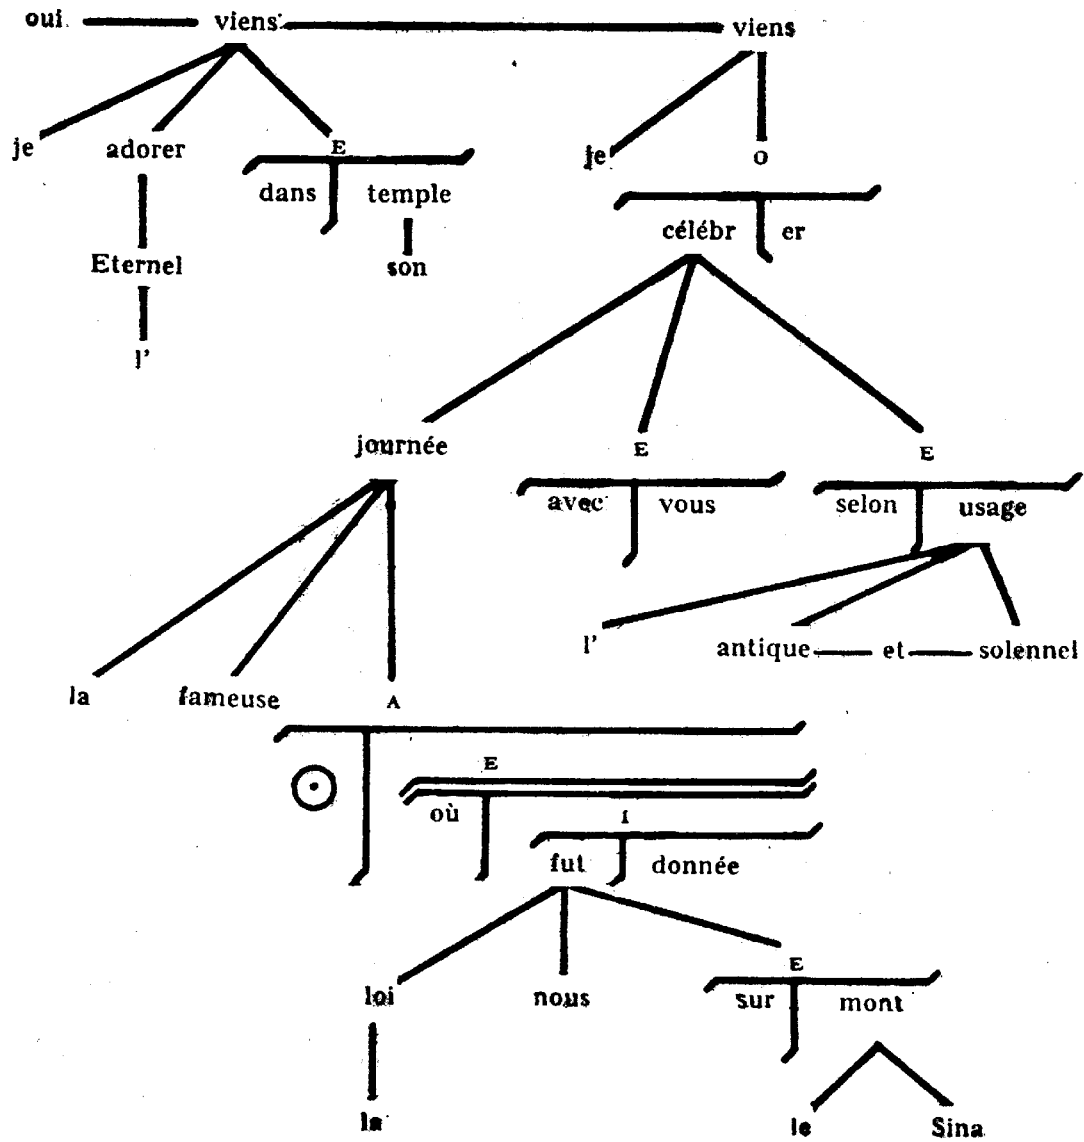 oui viens viens
je adorer E je O
dans temple
Eternel son célébr er
l'
journée E E
avec vous selon usage
l' antique et solennel
la fameuse A
E
où I
fut donnée
loi nous E
sur mont
la le Sina